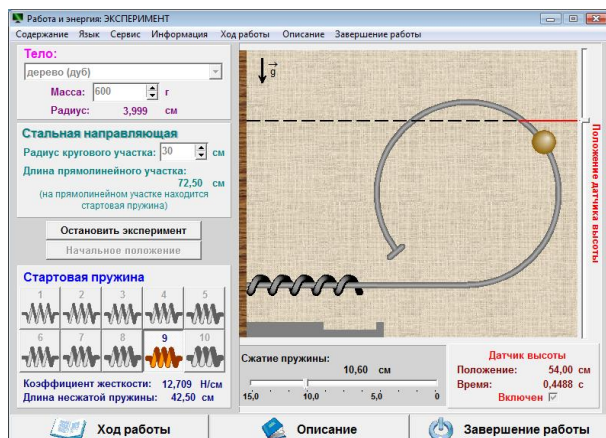 Работа и энергия: ЭКСПЕРИМЕНТ
Содержание Язык Сервис Информация Ход работы Описание Завершение работы
Тело:
дерево (дуб)
Масса: 600 г
Радиус: 3,999 см
Стальная направляющая
Радиус кругового участка: 30 см
Длина прямолинейного участка:
72,50 см
(на прямолинейном участке находится
стартовая пружина)
Остановить эксперимент
Начальное положение
Стартовая пружина
1 2 3 4 5
6 7 8 9 10
Коэффициент жесткости: 12,709 Н/см
Длина несжатой пружины: 42,50 см
g
Положение датчика высоты
Сжатие пружины:
10,60 см
15,0 10,0 5,0 0
Датчик высоты
Положение: 54,00 см
Время: 0,4488 с
Включен
Ход работы Описание Завершение работы